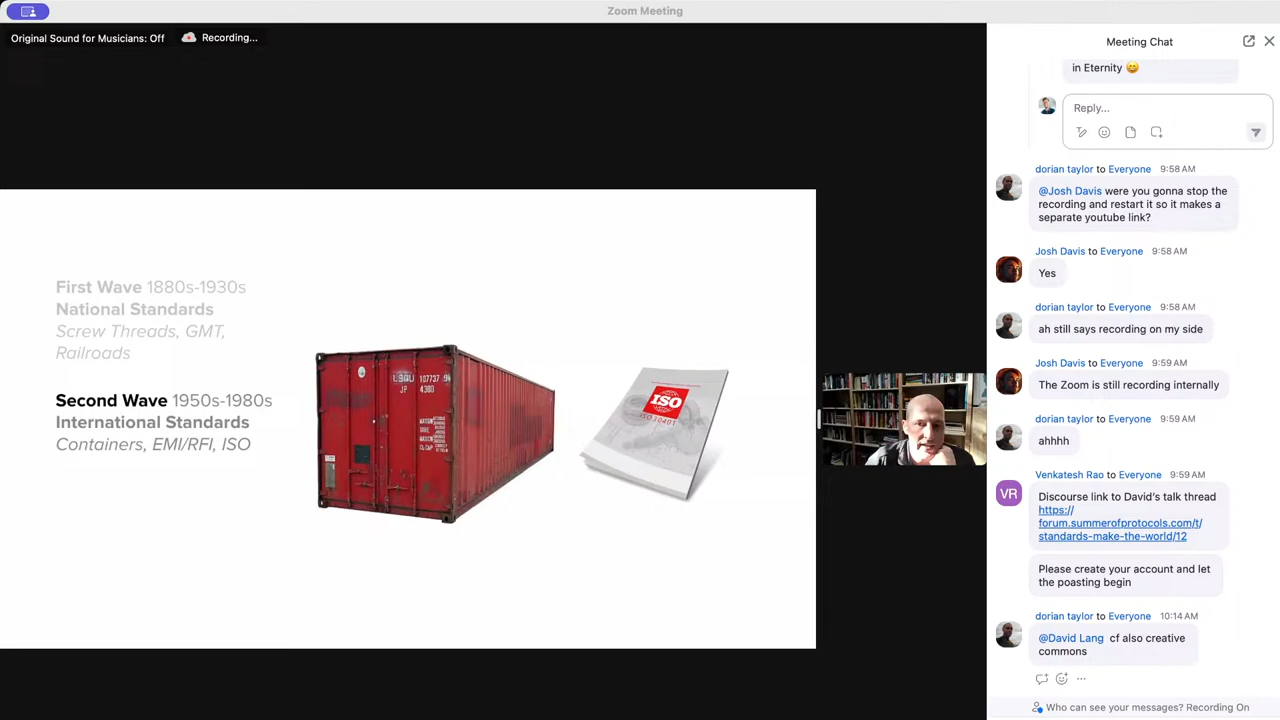 Zoom Meeting
Original Sound for Musicians: Off
Recording...
First Wave 1880s-1930s
National Standards
Screw Threads, GMT,
Railroads
Second Wave 1950s-1980s
International Standards
Containers, EMI/RFI, ISO
JP
4300
ISO
Meeting Chat
in Eternity 😄
Reply...
dorian taylor to Everyone 9:58 AM
@Josh Davis were you gonna stop the
recording and restart it so it makes a
separate youtube link?
Josh Davis to Everyone 9:58 AM
Yes
dorian taylor to Everyone 9:58 AM
ah still says recording on my side
Josh Davis to Everyone 9:59 AM
The Zoom is still recording internally
dorian taylor to Everyone 9:59 AM
ahhhh
Venkatesh Rao to Everyone 9:59 AM
VR
Discourse link to David's talk thread
https://
forum.summerofprotocols.com/t/
standards-make-the-world/12
Please create your account and let
the poasting begin
dorian taylor to Everyone 10:14 AM
@David Lang cf also creative
commons
Who can see your messages? Recording On